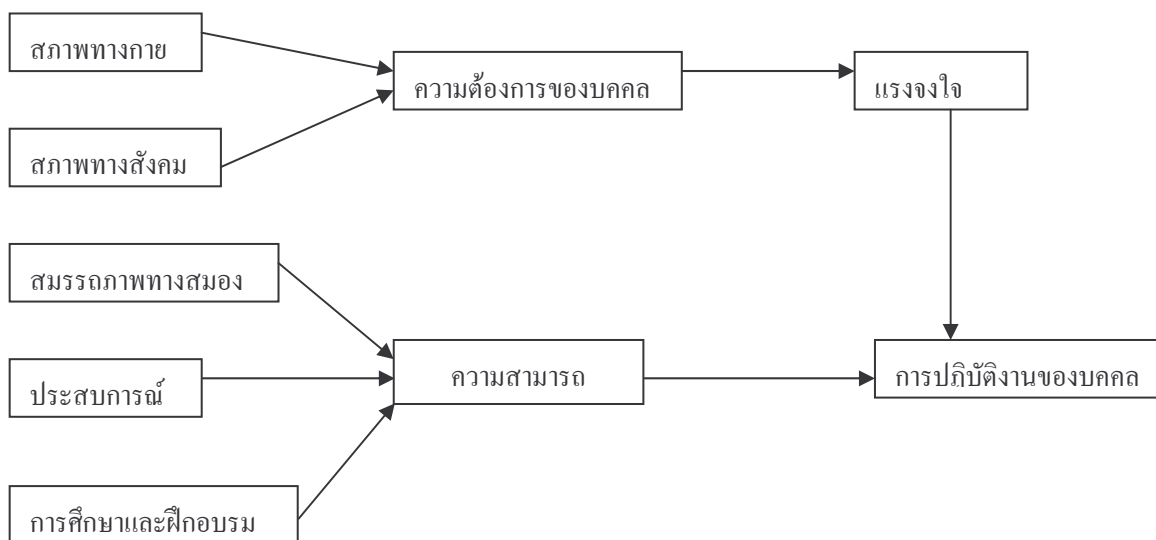 สภาพทางกาย
ความต้องการของบคคล
แรงจงใจ
สภาพทางสังคม
สมรรถภาพทางสมอง
ประสบการณ์
ความสามารถ
การปฏิบัติงานของบคคล
การศึกษาและฝึกอบรม